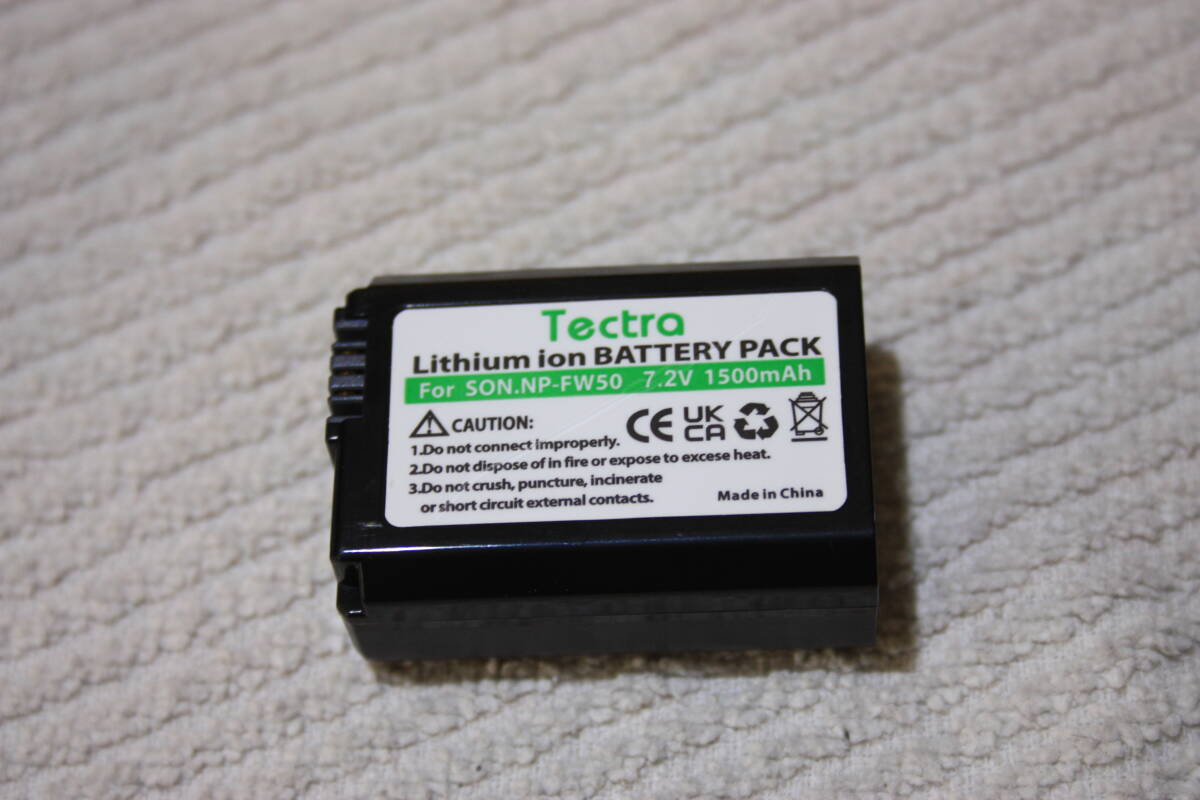 Tectra
Lithium ion BATTERY PACK
For SON.NP-FW50 7.2V 1500mAh
CAUTION:
CE UKCA
1.Do not connect improperly.
2.Do not dispose of in fire or expose to excese heat.
3.Do not crush, puncture, incinerate
or short circuit external contacts.
Made in China